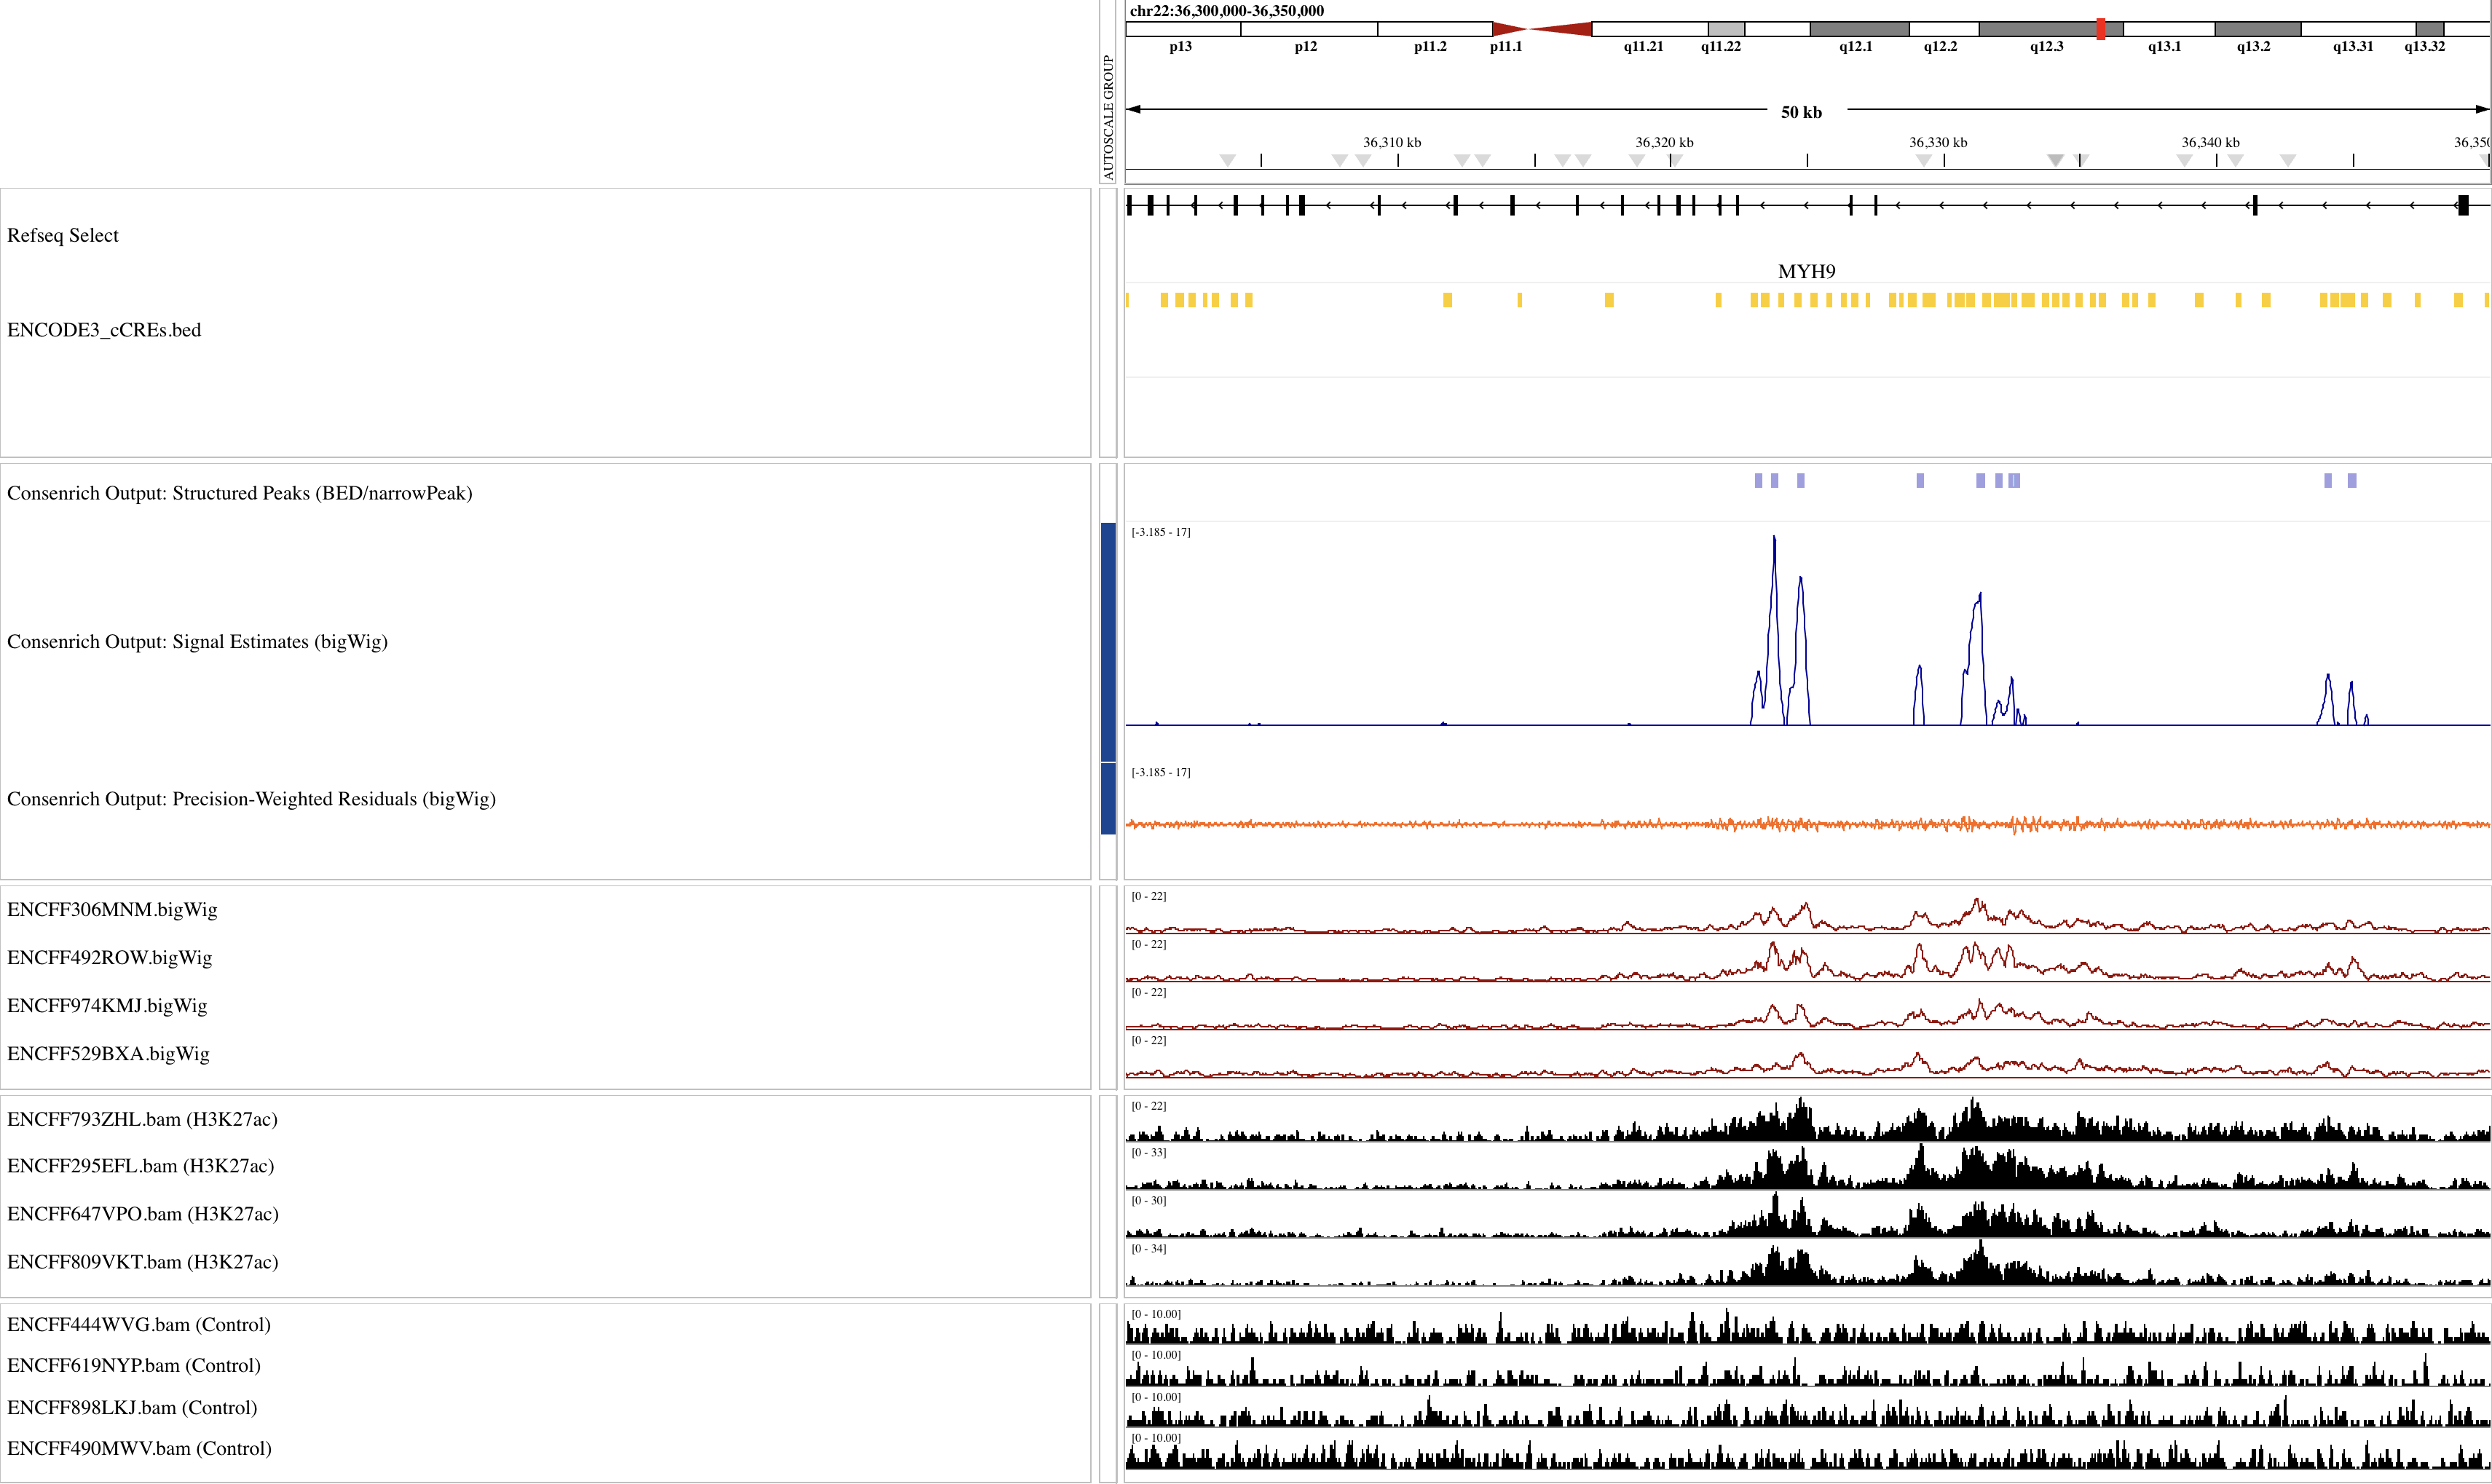 chr22:36,300,000-36,350,000
p13 p12 p11.2 p11.1 q11.21 q11.22 q12.1 q12.2 q12.3 q13.1 q13.2 q13.31 q13.32
AUTOSCALE GROUP
50 kb
36,310 kb 36,320 kb 36,330 kb 36,340 kb 36,350
Refseq Select
MYH9
ENCODE3_cCREs.bed
Consenrich Output: Structured Peaks (BED/narrowPeak)
[-3.185 - 17]
Consenrich Output: Signal Estimates (bigWig)
[-3.185 - 17]
Consenrich Output: Precision-Weighted Residuals (bigWig)
[0 - 22]
ENCFF306MNM.bigWig
[0 - 22]
ENCFF492ROW.bigWig
[0 - 22]
ENCFF974KMJ.bigWig
[0 - 22]
ENCFF529BXA.bigWig
[0 - 22]
ENCFF793ZHL.bam (H3K27ac)
[0 - 33]
ENCFF295EFL.bam (H3K27ac)
[0 - 30]
ENCFF647VPO.bam (H3K27ac)
[0 - 34]
ENCFF809VKT.bam (H3K27ac)
[0 - 10.00]
ENCFF444WVG.bam (Control)
[0 - 10.00]
ENCFF619NYP.bam (Control)
[0 - 10.00]
ENCFF898LKJ.bam (Control)
[0 - 10.00]
ENCFF490MWV.bam (Control)